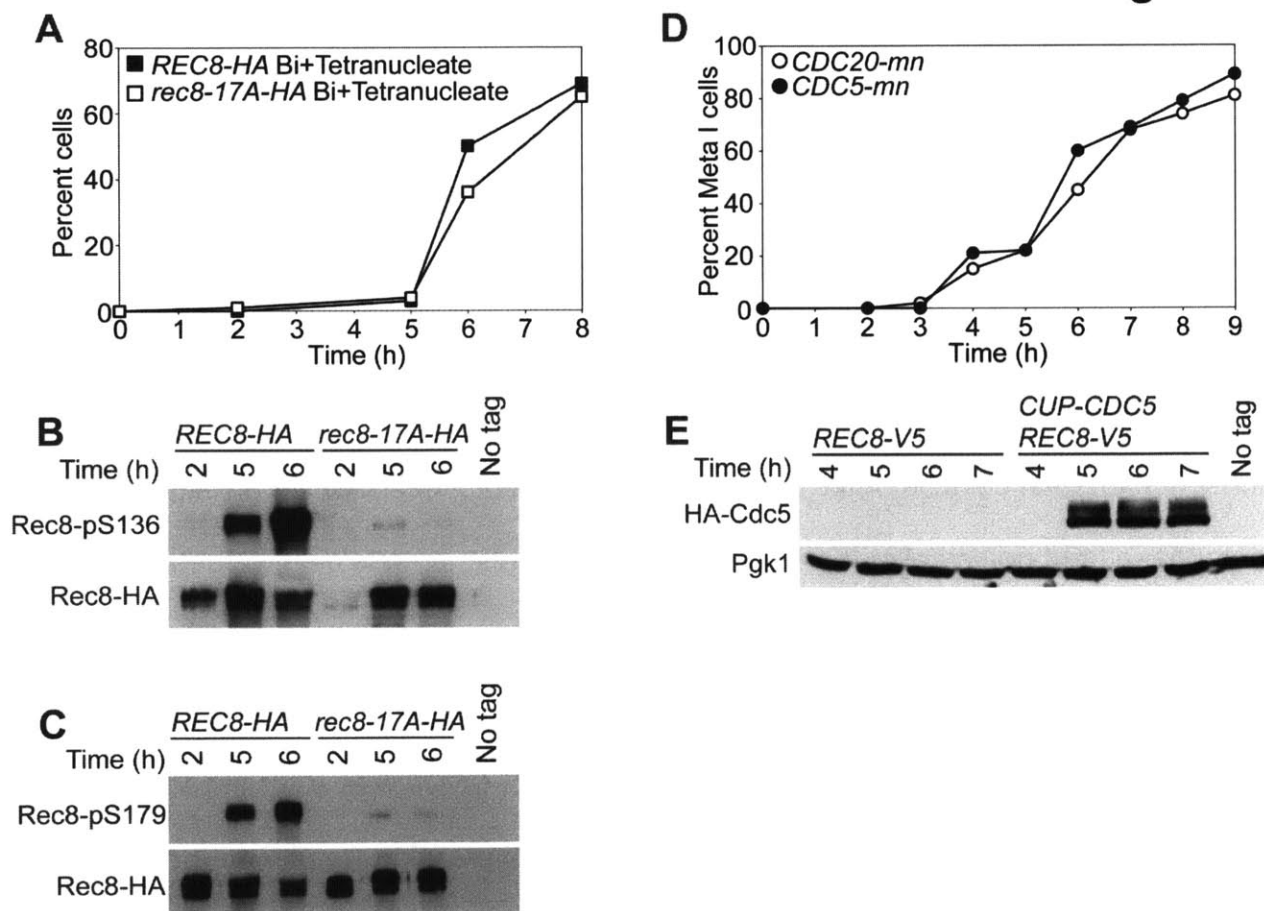 g
A
Percent cells
80
60
40
20
0
0 1 2 3 4 5 6 7 8
Time (h)
REC8-HA Bi+Tetranucleate
rec8-17A-HA Bi+Tetranucleate
D
Percent Meta I cells
100
80
60
40
20
0
0 1 2 3 4 5 6 7 8 9
Time (h)
CDC20-mn
CDC5-mn
B
REC8-HA rec8-17A-HA No tag
Time (h) 2 5 6 2 5 6
Rec8-pS136
Rec8-HA
E
CUP-CDC5
REC8-V5 REC8-V5 No tag
Time (h) 4 5 6 7 4 5 6 7
HA-Cdc5
Pgk1
C
REC8-HA rec8-17A-HA No tag
Time (h) 2 5 6 2 5 6
Rec8-pS179
Rec8-HA